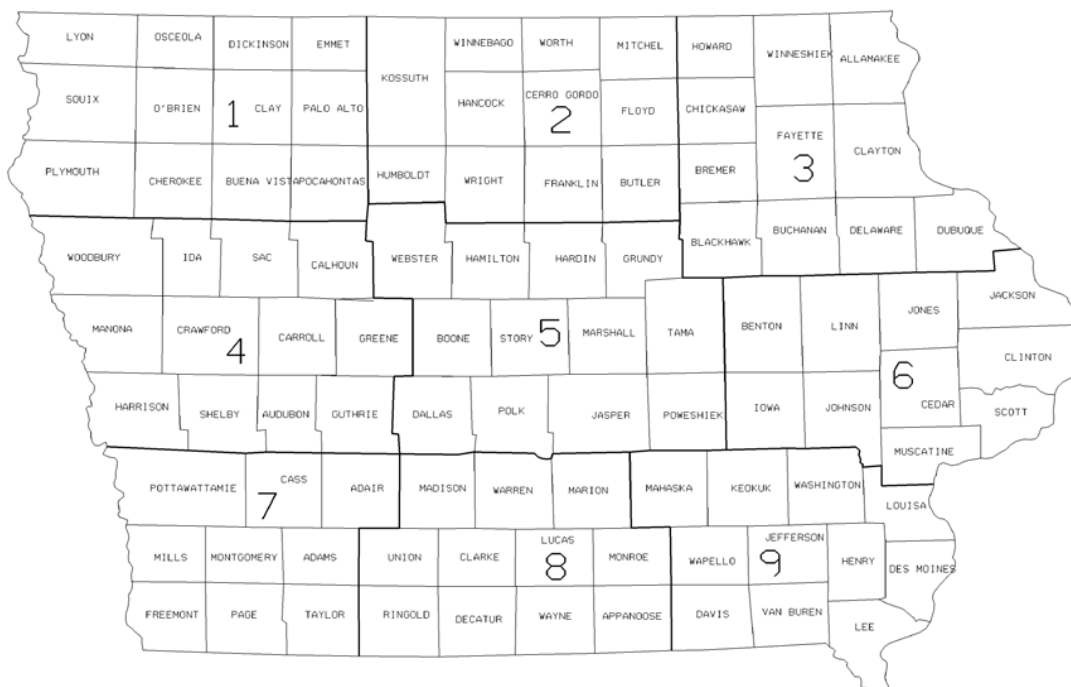 LYON
OSCEOLA
DICKINSON
EMMET
KOSSUTH
WINNEBAGO
WORTH
MITCHEL
HOWARD
WINNESHIEK
ALLAMAKEE
SOUIX
O'BRIEN
1
CLAY
PALO ALTO
HANCOCK
CERRO GORDO
2
FLOYD
CHICKASAW
FAYETTE
3
CLAYTON
PLYMOUTH
CHEROKEE
BUENA VISTA
POCAHONTAS
HUMBOLDT
WRIGHT
FRANKLIN
BUTLER
BREMER
WOODBURY
IDA
SAC
CALHOUN
WEBSTER
HAMILTON
HARDIN
GRUNDY
BLACKHAWK
BUCHANAN
DELAWARE
DUBUQUE
MANONA
CRAWFORD
4
CARROLL
GREENE
BOONE
STORY
5
MARSHALL
TAMA
BENTON
LINN
JONES
JACKSON
CLINTON
HARRISON
SHELBY
AUDUBON
GUTHRIE
DALLAS
POLK
JASPER
POWESHIEK
IOWA
JOHNSON
6
CEDAR
SCOTT
MUSCATINE
POTTAWATTAMIE
CASS
7
ADAIR
MADISON
WARREN
MARION
MAHASKA
KEOKUK
WASHINGTON
LOUISA
MILLS
MONTGOMERY
ADAMS
UNION
CLARKE
LUCAS
8
MONROE
WAPELLO
JEFFERSON
9
HENRY
DES MOINES
FREEMONT
PAGE
TAYLOR
RINGOLD
DECATUR
WAYNE
APPANOOSE
DAVIS
VAN BUREN
LEE